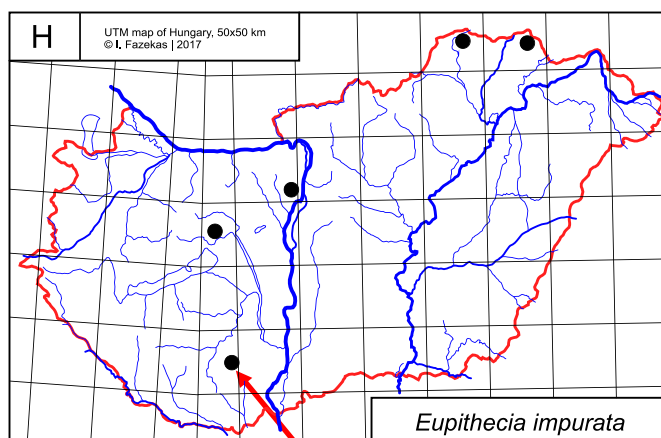 H
UTM map of Hungary, 50x50 km
© I. Fazekas | 2017
Eupithecia impurata